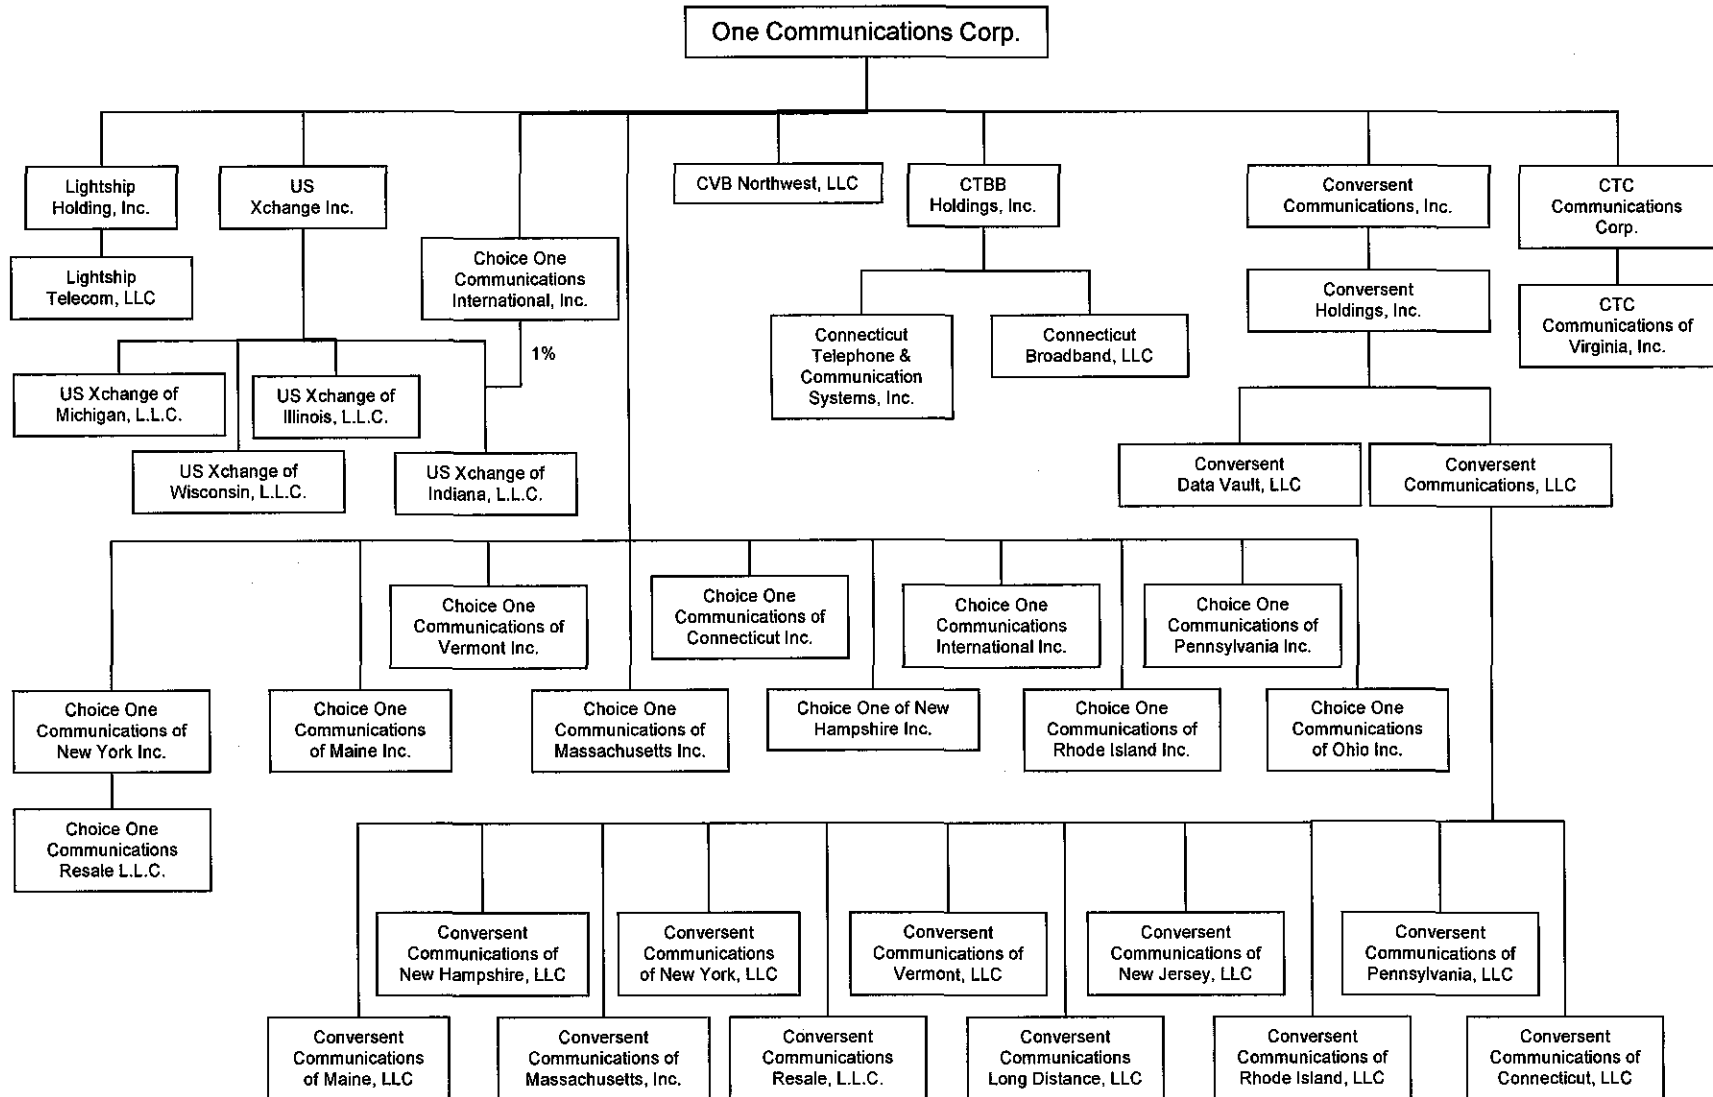 One Communications Corp.
Lightship
Holding, Inc.
US
Xchange Inc.
CVB Northwest, LLC
CTBB
Holdings, Inc.
Conversent
Communications, Inc.
CTC
Communications
Corp.
Choice One
Communications
International, Inc.
Lightship
Telecom, LLC
Conversent
Holdings, Inc.
CTC
Communications of
Virginia, Inc.
Connecticut
Telephone &
Communication
Systems, Inc.
Connecticut
Broadband, LLC
1%
US Xchange of
Michigan, L.L.C.
US Xchange of
Illinois, L.L.C.
US Xchange of
Wisconsin, L.L.C.
US Xchange of
Indiana, L.L.C.
Conversent
Data Vault, LLC
Conversent
Communications, LLC
Choice One
Communications of
Vermont Inc.
Choice One
Communications of
Connecticut Inc.
Choice One
Communications
International Inc.
Choice One
Communications of
Pennsylvania Inc.
Choice One
Communications of
New York Inc.
Choice One
Communications
of Maine Inc.
Choice One
Communications of
Massachusetts Inc.
Choice One of New
Hampshire Inc.
Choice One
Communications of
Rhode Island Inc.
Choice One
Communications
of Ohio Inc.
Choice One
Communications
Resale L.L.C.
Conversent
Communications of
New Hampshire, LLC
Conversent
Communications
of New York, LLC
Conversent
Communications of
Vermont, LLC
Conversent
Communications of
New Jersey, LLC
Conversent
Communications of
Pennsylvania, LLC
Conversent
Communications
of Maine, LLC
Conversent
Communications of
Massachusetts, Inc.
Conversent
Communications
Resale, L.L.C.
Conversent
Communications
Long Distance, LLC
Conversent
Communications of
Rhode Island, LLC
Conversent
Communications of
Connecticut, LLC